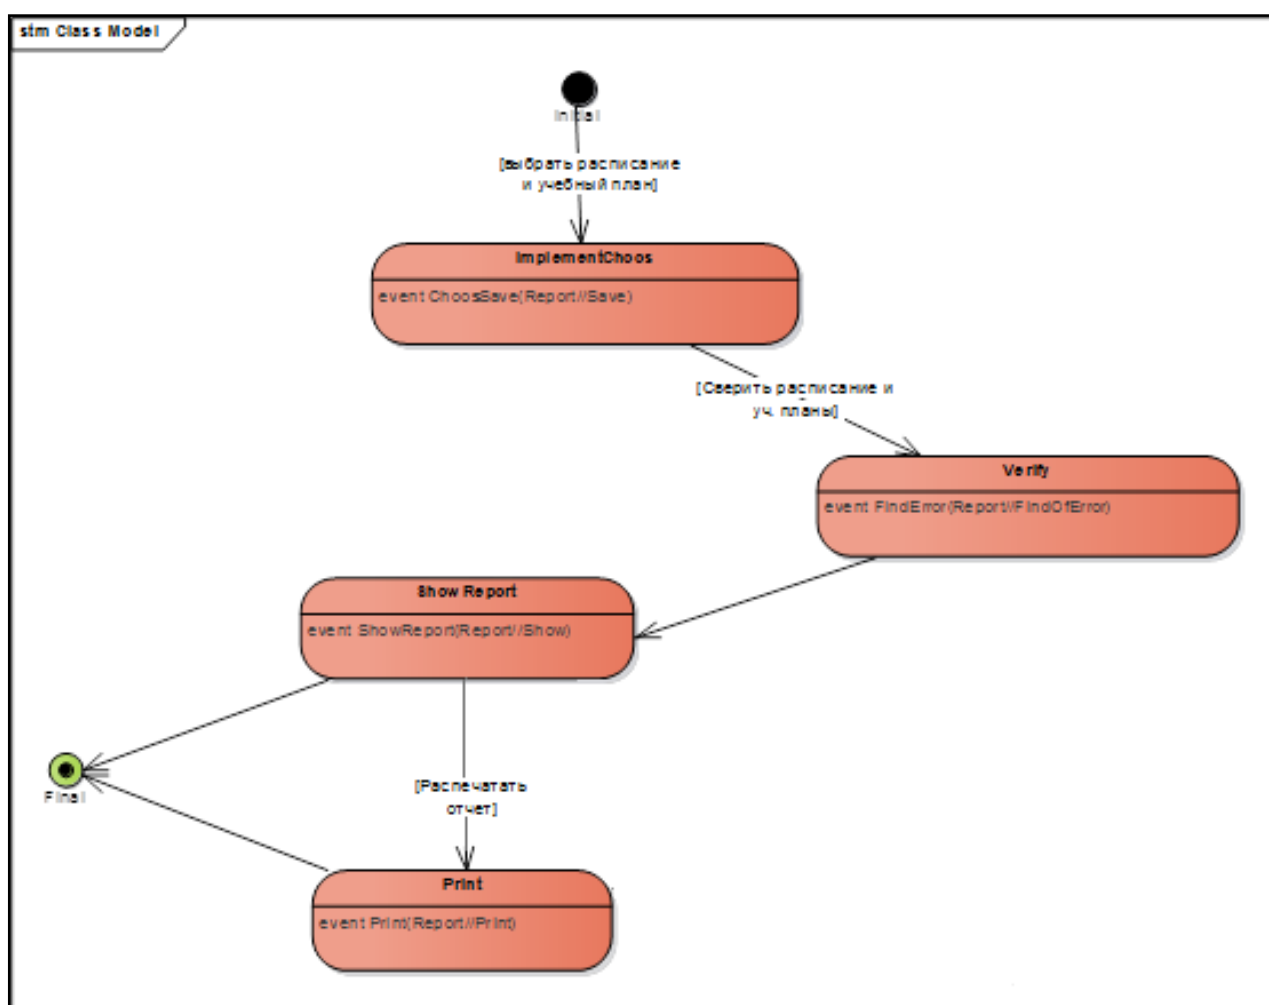 stm Class Model
Initial
[выбрать расписание
и учебный план]
ImplementChoos
event ChoosSave(Report//Save)
[Сверить расписание и
уч. планы]
Verify
event FindError(Report//FindOfError)
Show Report
event ShowReport(Report//Show)
Final
[Распечатать
отчет]
Print
event Print(Report//Print)